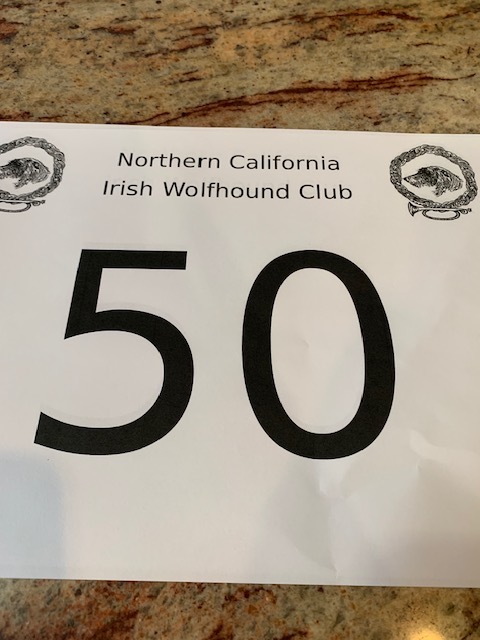 Northern California
Irish Wolfhound Club
50